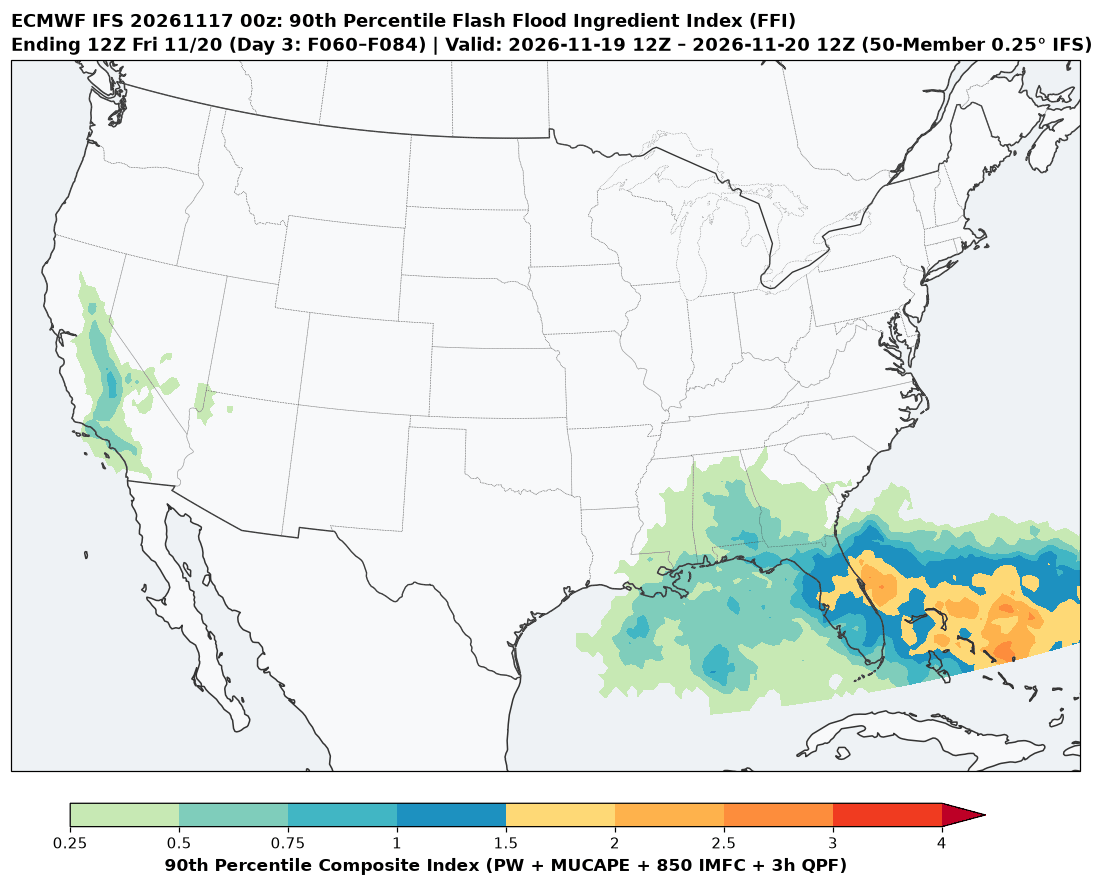 ECMWF IFS 20261117 00z: 90th Percentile Flash Flood Ingredient Index (FFI)
Ending 12Z Fri 11/20 (Day 3: F060–F084) | Valid: 2026-11-19 12Z – 2026-11-20 12Z (50-Member 0.25° IFS)
0.25 0.5 0.75 1 1.5 2 2.5 3 4
90th Percentile Composite Index (PW + MUCAPE + 850 IMFC + 3h QPF)